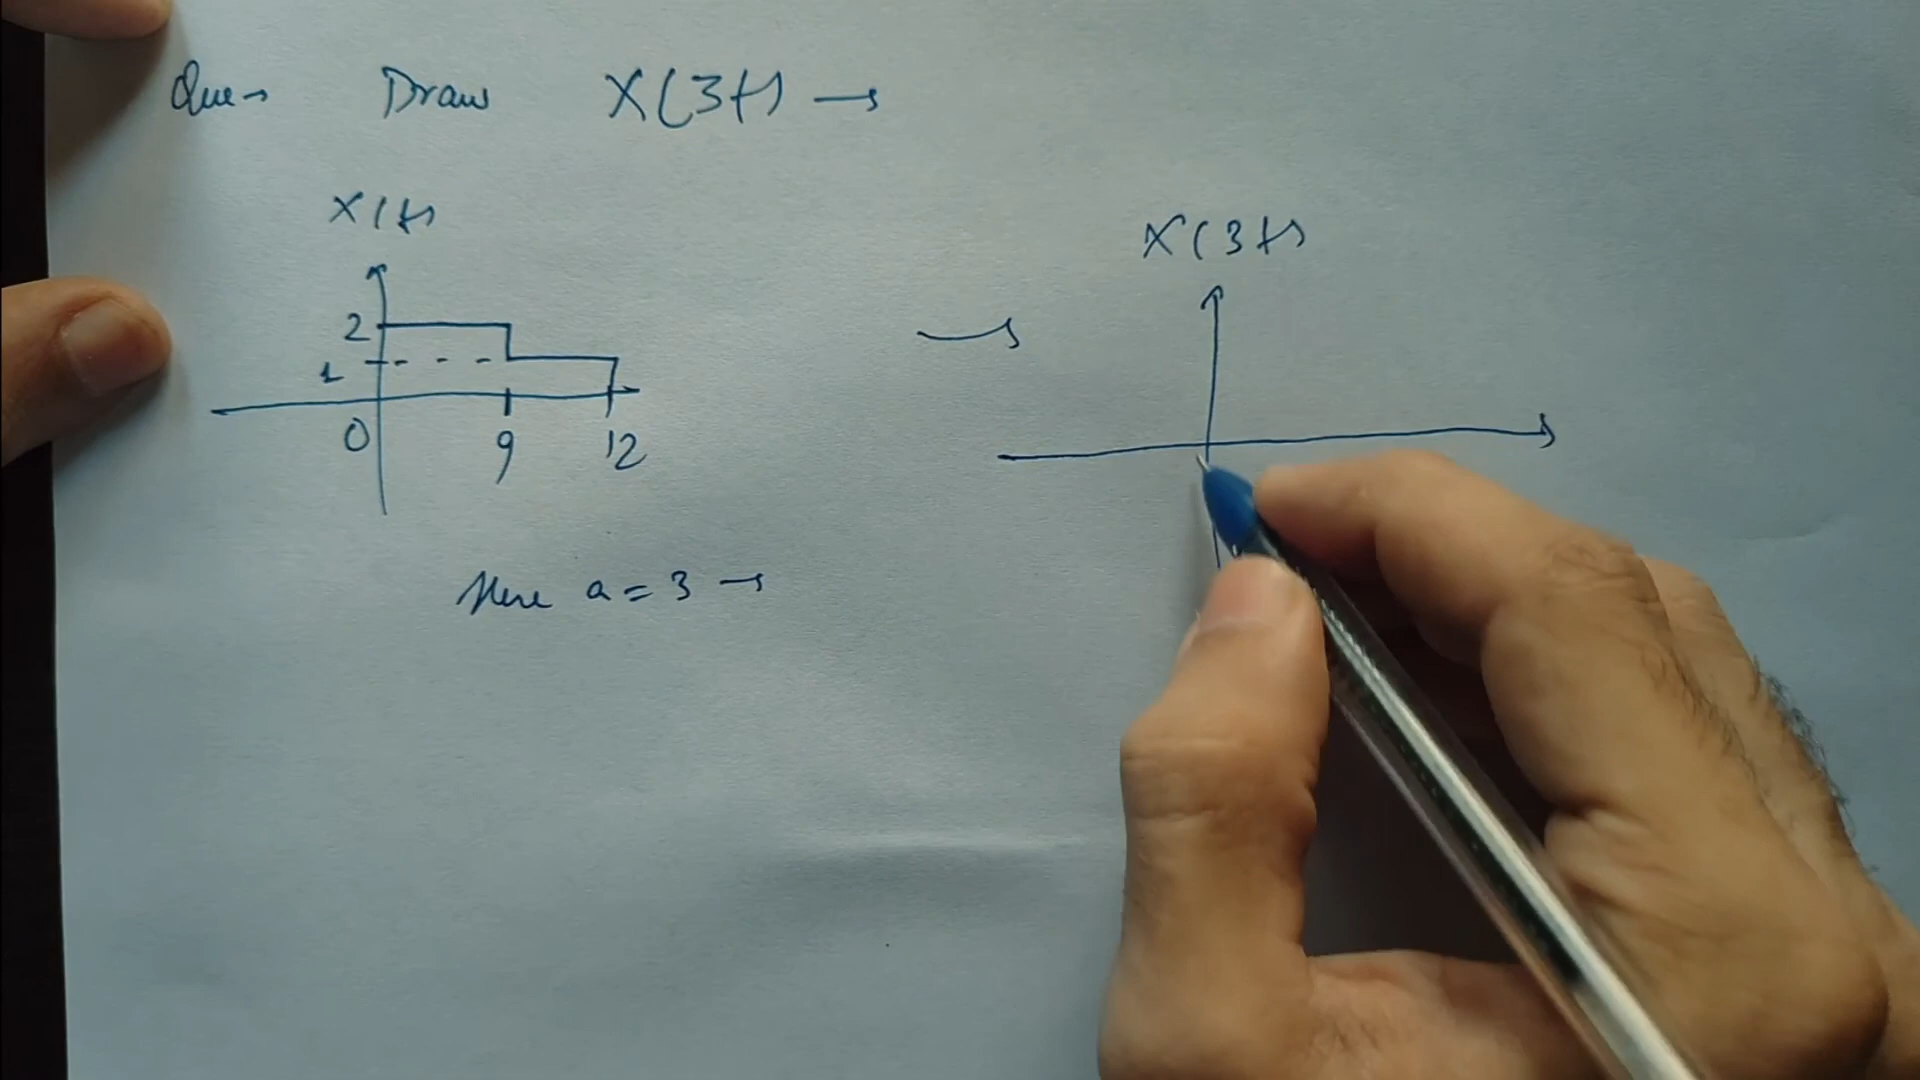 Que→ Draw X(3t) →
X(t)
X(3t)
2
1
0 9 12
Here a = 3 →